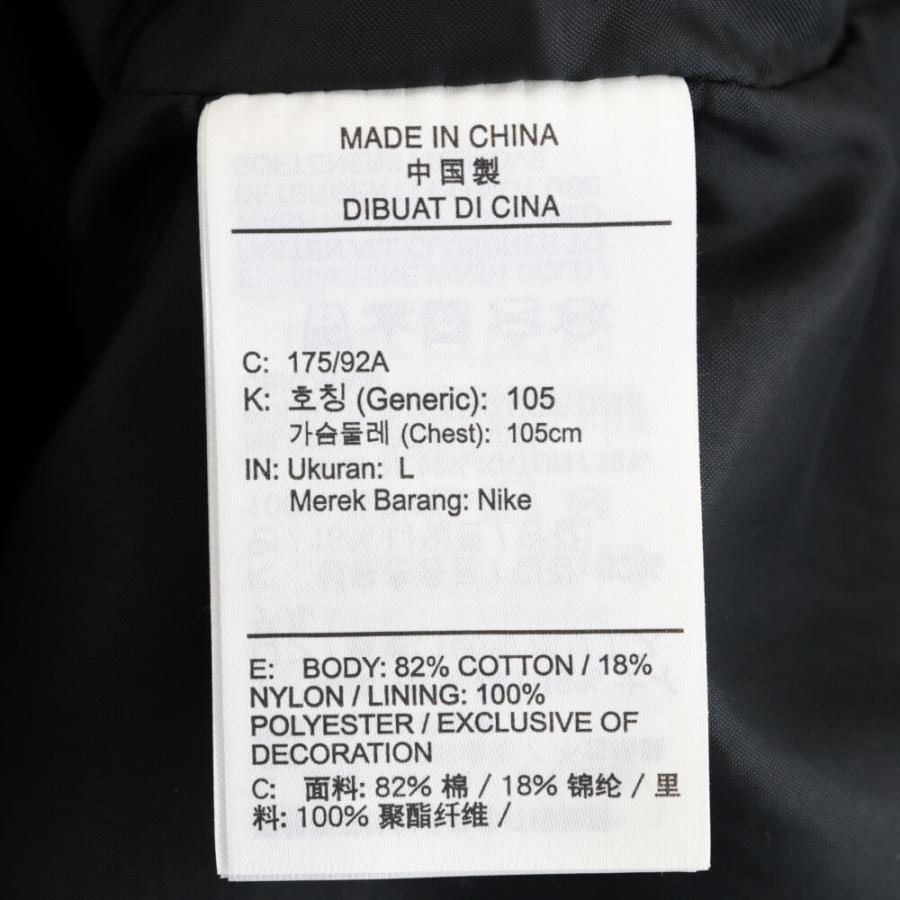 MADE IN CHINA
中国製
DIBUAT DI CINA
C: 175/92A
K: 호칭 (Generic): 105
가슴둘레 (Chest): 105cm
IN: Ukuran: L
Merek Barang: Nike
E: BODY: 82% COTTON / 18%
NYLON / LINING: 100%
POLYESTER / EXCLUSIVE OF
DECORATION
C: 面料: 82% 棉 / 18% 锦纶 / 里
料: 100% 聚酯纤维 /